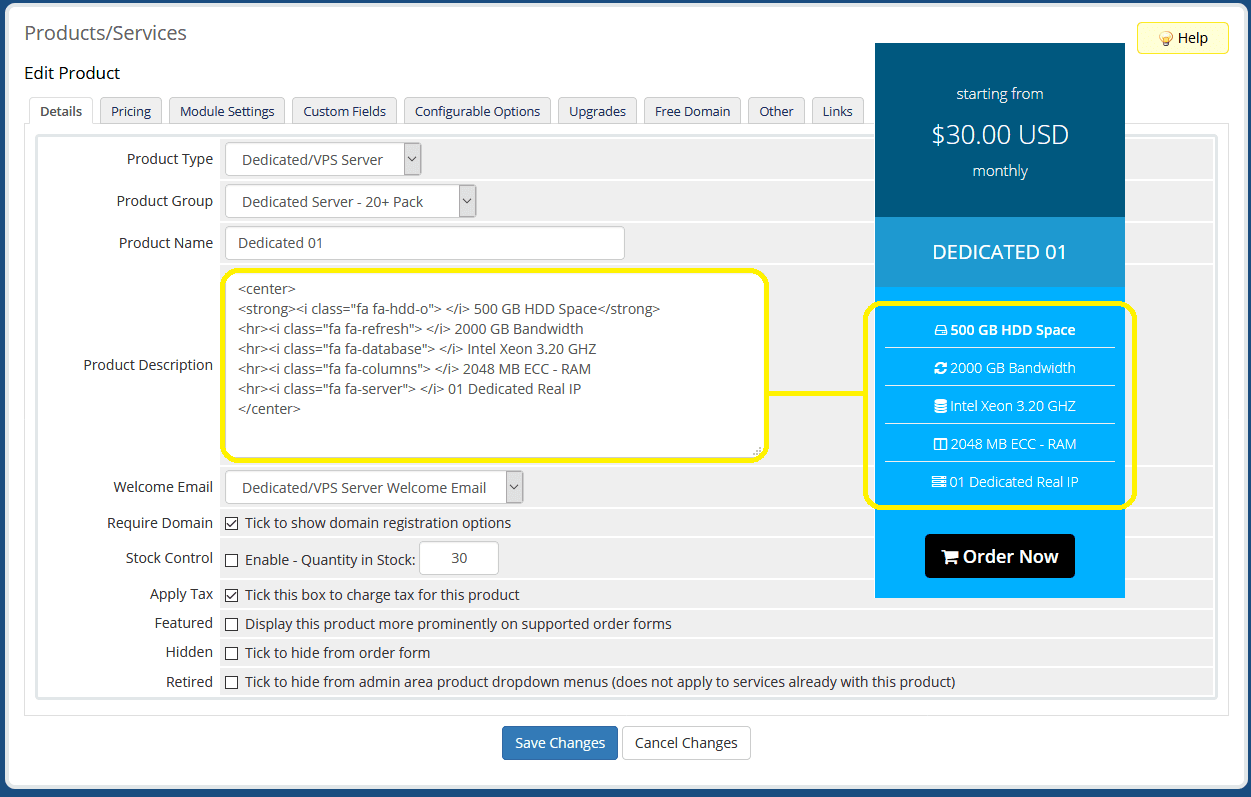 Products/Services
Help
Edit Product
Details
Pricing
Module Settings
Custom Fields
Configurable Options
Upgrades
Free Domain
Other
Links
Product Type
Dedicated/VPS Server
Product Group
Dedicated Server - 20+ Pack
Product Name
Dedicated 01
Product Description
<center>
<strong><i class="fa fa-hdd-o"> </i> 500 GB HDD Space</strong>
<hr><i class="fa fa-refresh"> </i> 2000 GB Bandwidth
<hr><i class="fa fa-database"> </i> Intel Xeon 3.20 GHZ
<hr><i class="fa fa-columns"> </i> 2048 MB ECC - RAM
<hr><i class="fa fa-server"> </i> 01 Dedicated Real IP
</center>
Welcome Email
Dedicated/VPS Server Welcome Email
Require Domain
Tick to show domain registration options
Stock Control
Enable - Quantity in Stock:
30
Apply Tax
Tick this box to charge tax for this product
Featured
Display this product more prominently on supported order forms
Hidden
Tick to hide from order form
Retired
Tick to hide from admin area product dropdown menus (does not apply to services already with this product)
Save Changes
Cancel Changes
starting from
$30.00 USD
monthly
DEDICATED 01
500 GB HDD Space
2000 GB Bandwidth
Intel Xeon 3.20 GHZ
2048 MB ECC - RAM
01 Dedicated Real IP
Order Now